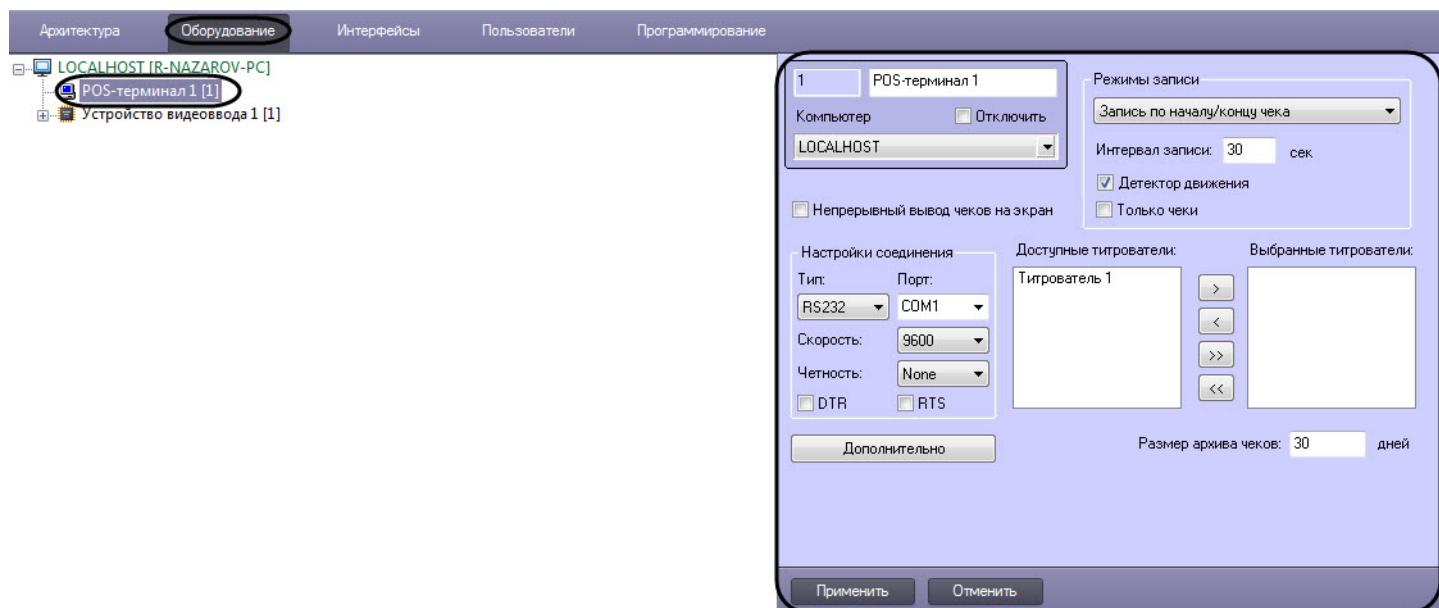 Архитектура Оборудование Интерфейсы Пользователи Программирование
LOCALHOST [R-NAZAROV-PC]
POS-терминал 1 [1]
Устройство видеоввода 1 [1]
1 POS-терминал 1
Компьютер Отключить
LOCALHOST
Непрерывный вывод чеков на экран
Режимы записи
Запись по началу/концу чека
Интервал записи: 30 сек
Детектор движения
Только чеки
Настройки соединения
Тип: Порт:
RS232 COM1
Скорость: 9600
Четность: None
DTR RTS
Доступные титрователи: Выбранные титрователи:
Титрователь 1
>
<
>>
<<
Дополнительно
Размер архива чеков: 30 дней
Применить Отменить